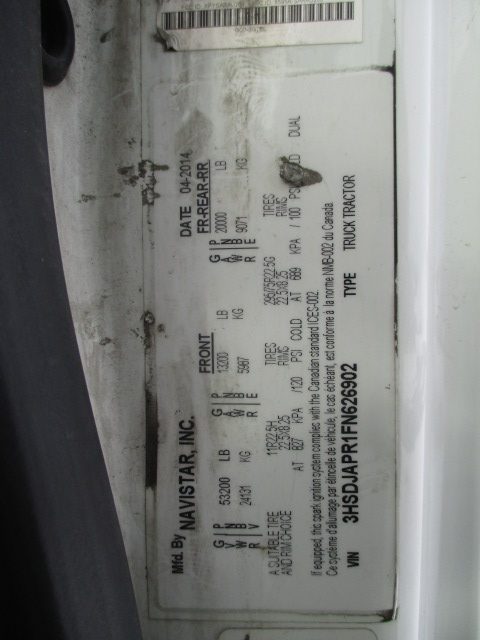 Mfd. By NAVISTAR, INC. DATE 04-2014
FRONT FR-REAR-RR
G P 53200 LB G P 13200 LB G P 20000 LB
V N A N A N
W B 24131 KG W B 5987 KG W B 9071 KG
R V R E R E
A SUITABLE TIRE 11R22.5H TIRES 295/75R22.5G TIRES
AND RIM CHOICE 22.5X8.25 RIMS 22.5X8.25 RIMS
AT 827 KPA /120 PSI COLD AT 689 KPA / 100 PSI DUAL
If equipped, this spark ignition system complies with the Canadian standard ICES-002
Ce système d'allumage par étincelle de véhicule, le cas échéant, est conforme à la norme NMB-002 du Canada.
VIN 3HSDJAPR1FN626902 TYPE TRUCK TRACTOR